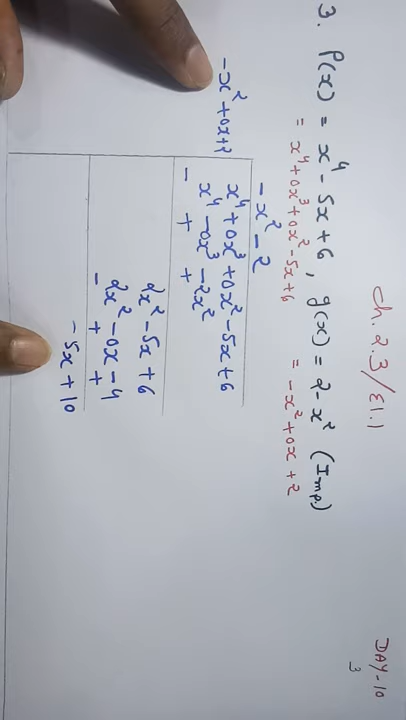 Ch. 2.3/E1.1
DAY-10
3
3. P(x) = x⁴ - 5x + 6, g(x) = 2 - x² (Imp.)
= x⁴ + 0x³ + 0x² - 5x + 6 = -x² + 0x + 2
-x² - 2
-x² + 0x + 2
x⁴ + 0x³ + 0x² - 5x + 6
x⁴ - 0x³ - 2x²
- + +
2x² - 5x + 6
2x² - 0x - 4
- + +
-5x + 10